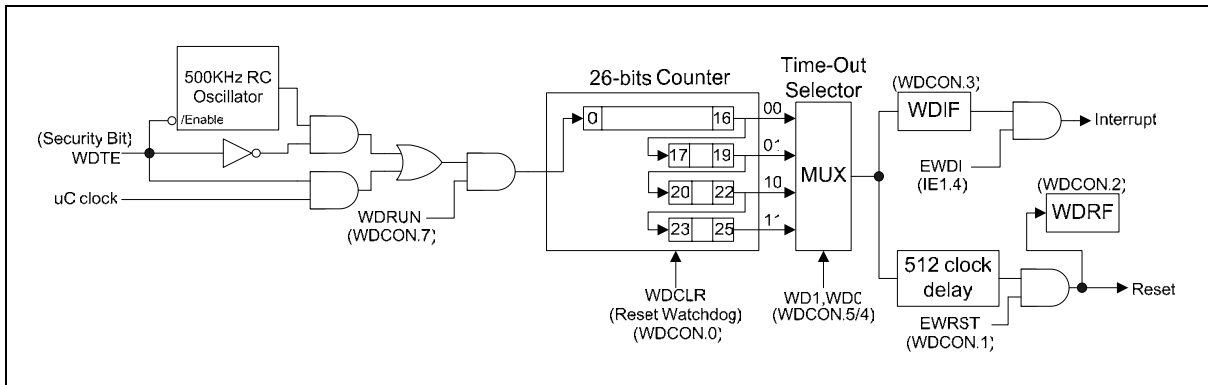 500KHz RC
Oscillator
/Enable
(Security Bit)
WDTE
uC clock
WDRUN
(WDCON.7)
26-bits Counter
0
16
17
19
20
22
23
25
00
01
10
11
WDCLR
(Reset Watchdog)
(WDCON.0)
Time-Out
Selector
MUX
WD1,WD0
(WDCON.5/4)
(WDCON.3)
WDIF
EWDI
(IE1.4)
Interrupt
(WDCON.2)
WDRF
512 clock
delay
EWRST
(WDCON.1)
Reset